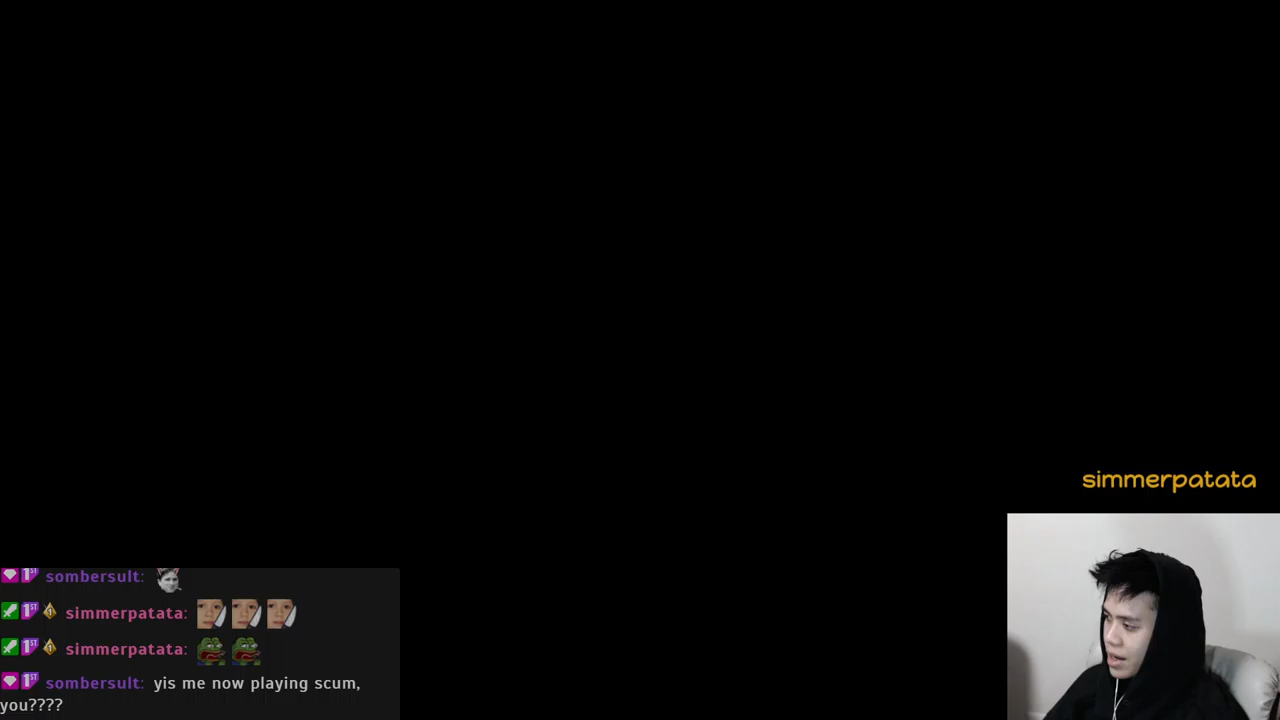 simmerpatata
sombersult:
simmerpatata:
simmerpatata:
sombersult: yis me now playing scum,
you????